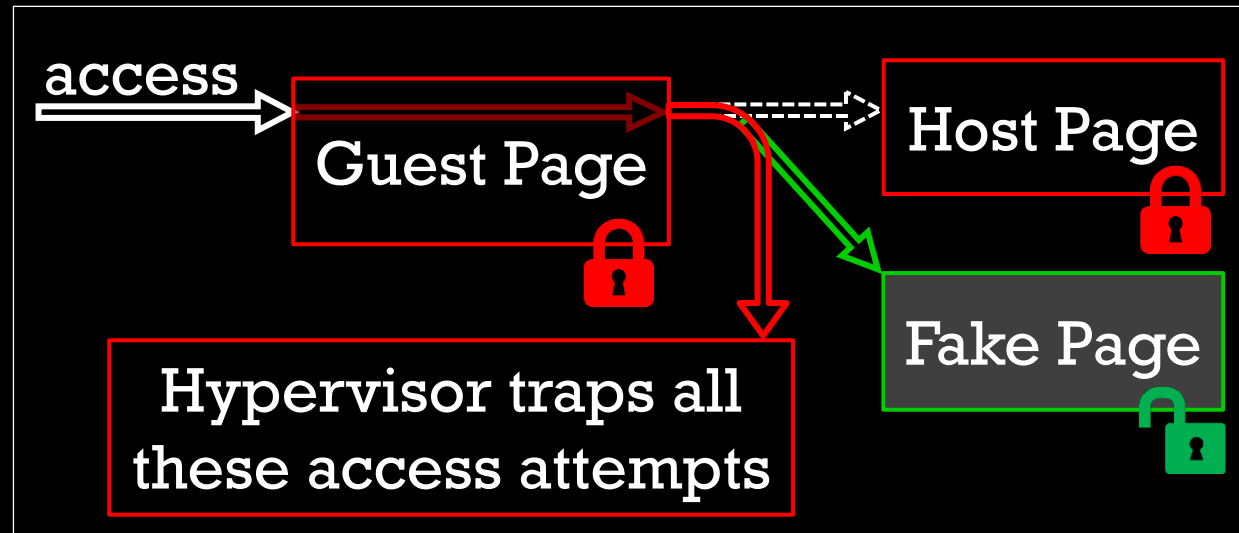 access
Guest Page
Host Page
Fake Page
Hypervisor traps all
these access attempts